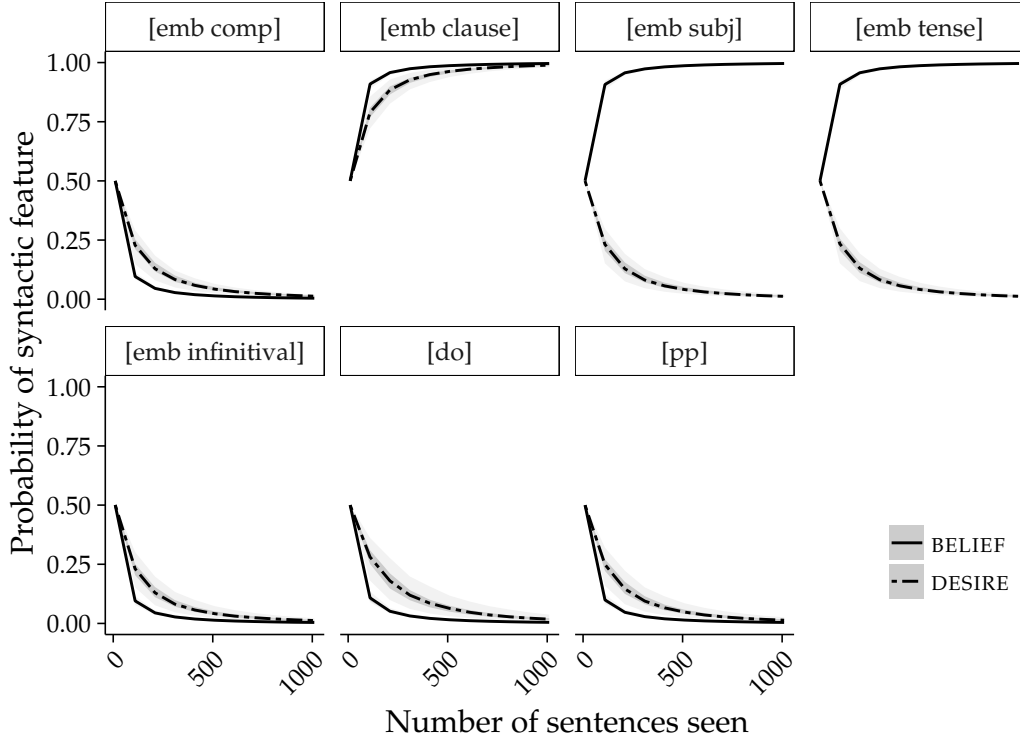 [emb comp] [emb clause] [emb subj] [emb tense]
1.00
0.75
0.50
0.25
0.00
[emb infinitival] [do] [pp]
1.00
0.75
0.50
0.25
0.00
Probability of syntactic feature
BELIEF
DESIRE
0 500 1000 0 500 1000 0 500 1000
Number of sentences seen